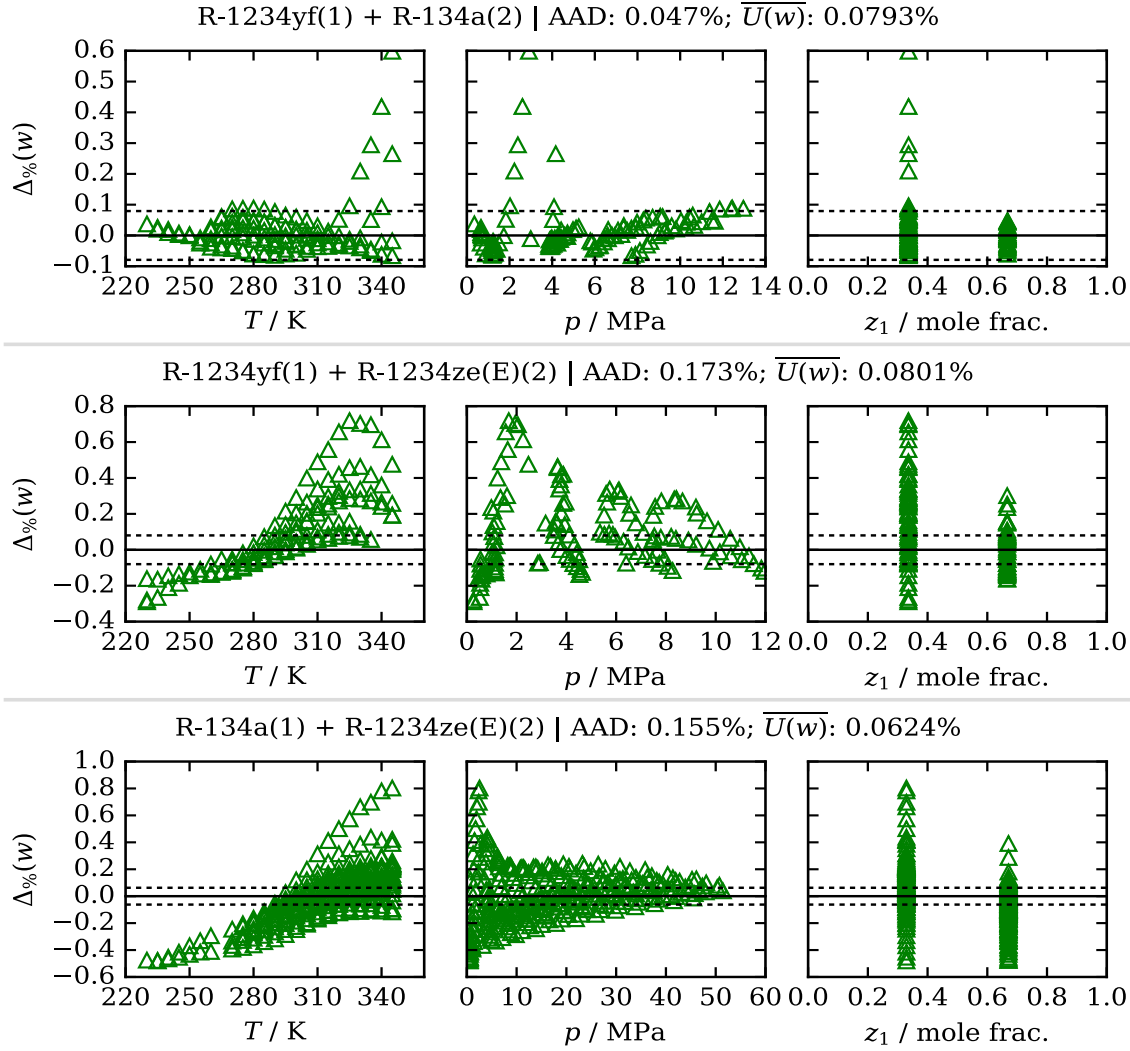 R-1234yf(1) + R-134a(2) | AAD: 0.047%; U(w): 0.0793%
Δ%(w)
0.6
0.5
0.4
0.3
0.2
0.1
0.0
−0.1
220 250 280 310 340
T / K
0 2 4 6 8 10 12 14
p / MPa
0.0 0.2 0.4 0.6 0.8 1.0
z1 / mole frac.
R-1234yf(1) + R-1234ze(E)(2) | AAD: 0.173%; U(w): 0.0801%
Δ%(w)
0.8
0.6
0.4
0.2
0.0
−0.2
−0.4
220 250 280 310 340
T / K
0 2 4 6 8 10 12
p / MPa
0.0 0.2 0.4 0.6 0.8 1.0
z1 / mole frac.
R-134a(1) + R-1234ze(E)(2) | AAD: 0.155%; U(w): 0.0624%
Δ%(w)
1.0
0.8
0.6
0.4
0.2
0.0
−0.2
−0.4
−0.6
220 250 280 310 340
T / K
0 10 20 30 40 50 60
p / MPa
0.0 0.2 0.4 0.6 0.8 1.0
z1 / mole frac.